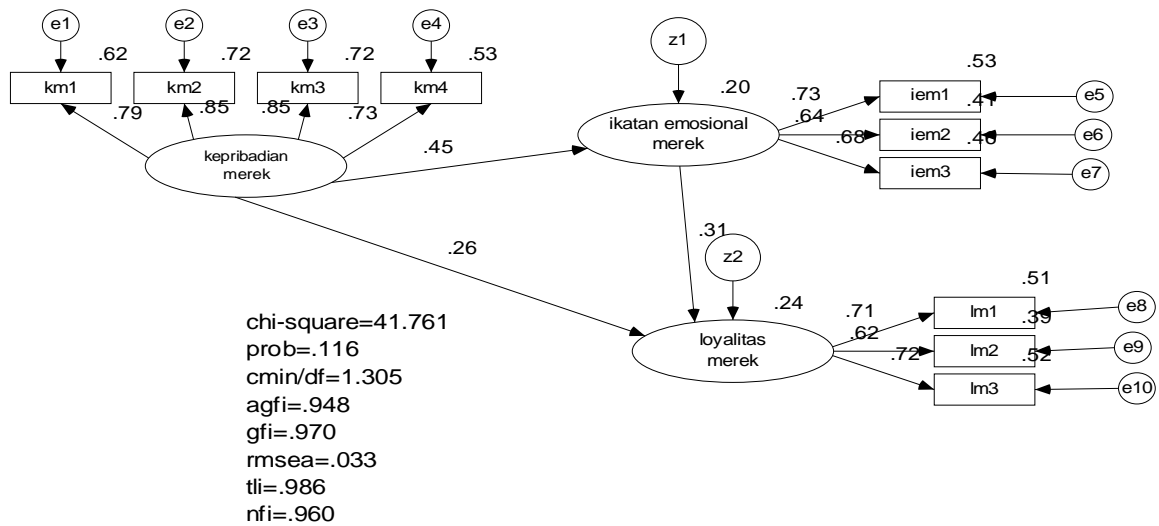 e1
e2
e3
e4
z1
.62
.72
.72
.53
km1
km2
km3
km4
.79
.85
.85
.73
.20
.53
iem1
e5
.73
.41
ikatan emosional
merek
.64
iem2
e6
.68
.46
iem3
e7
kepribadian
merek
.45
.31
.26
z2
.24
.51
lm1
e8
.71
.39
loyalitas
merek
.62
lm2
e9
.72
.52
lm3
e10
chi-square=41.761
prob=.116
cmin/df=1.305
agfi=.948
gfi=.970
rmsea=.033
tli=.986
nfi=.960